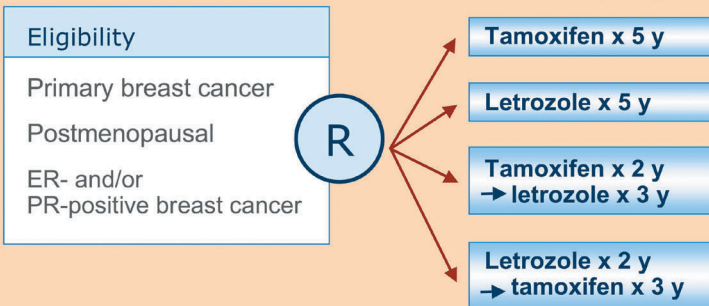 Eligibility
Primary breast cancer
Postmenopausal
ER- and/or
PR-positive breast cancer
R
Tamoxifen x 5 y
Letrozole x 5 y
Tamoxifen x 2 y
→ letrozole x 3 y
Letrozole x 2 y
→ tamoxifen x 3 y